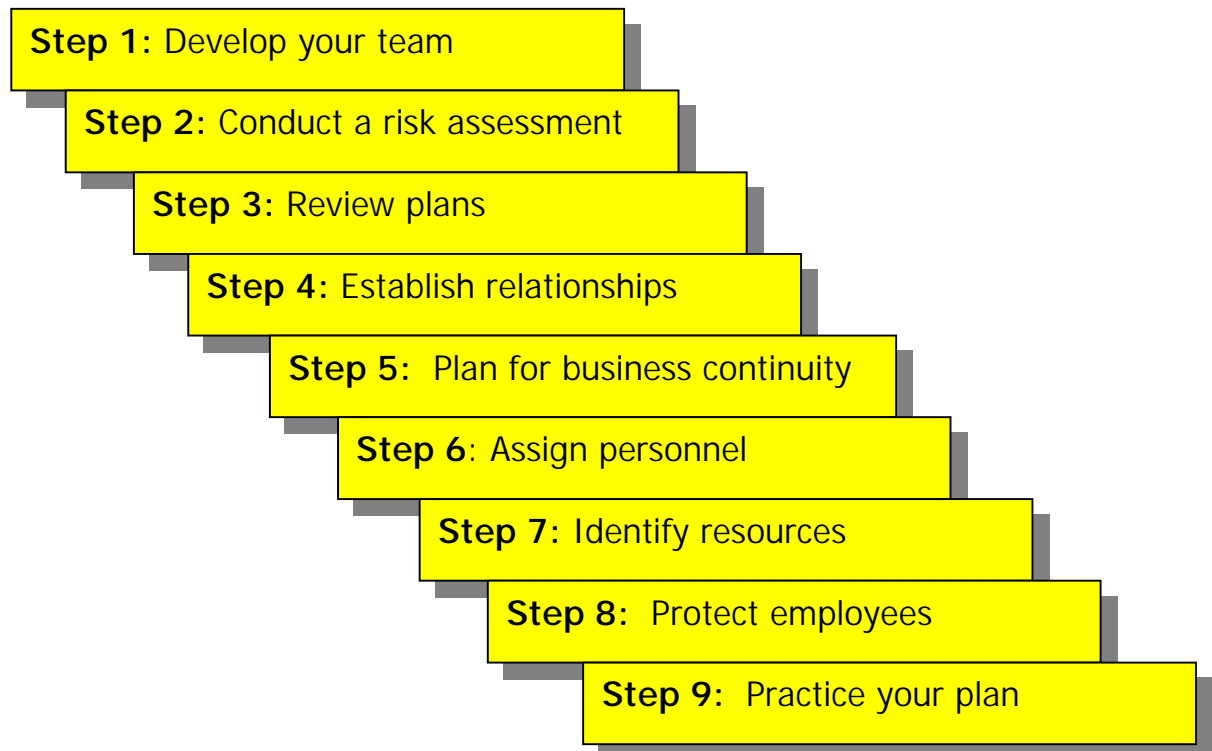 Step 1: Develop your team
Step 2: Conduct a risk assessment
Step 3: Review plans
Step 4: Establish relationships
Step 5: Plan for business continuity
Step 6: Assign personnel
Step 7: Identify resources
Step 8: Protect employees
Step 9: Practice your plan